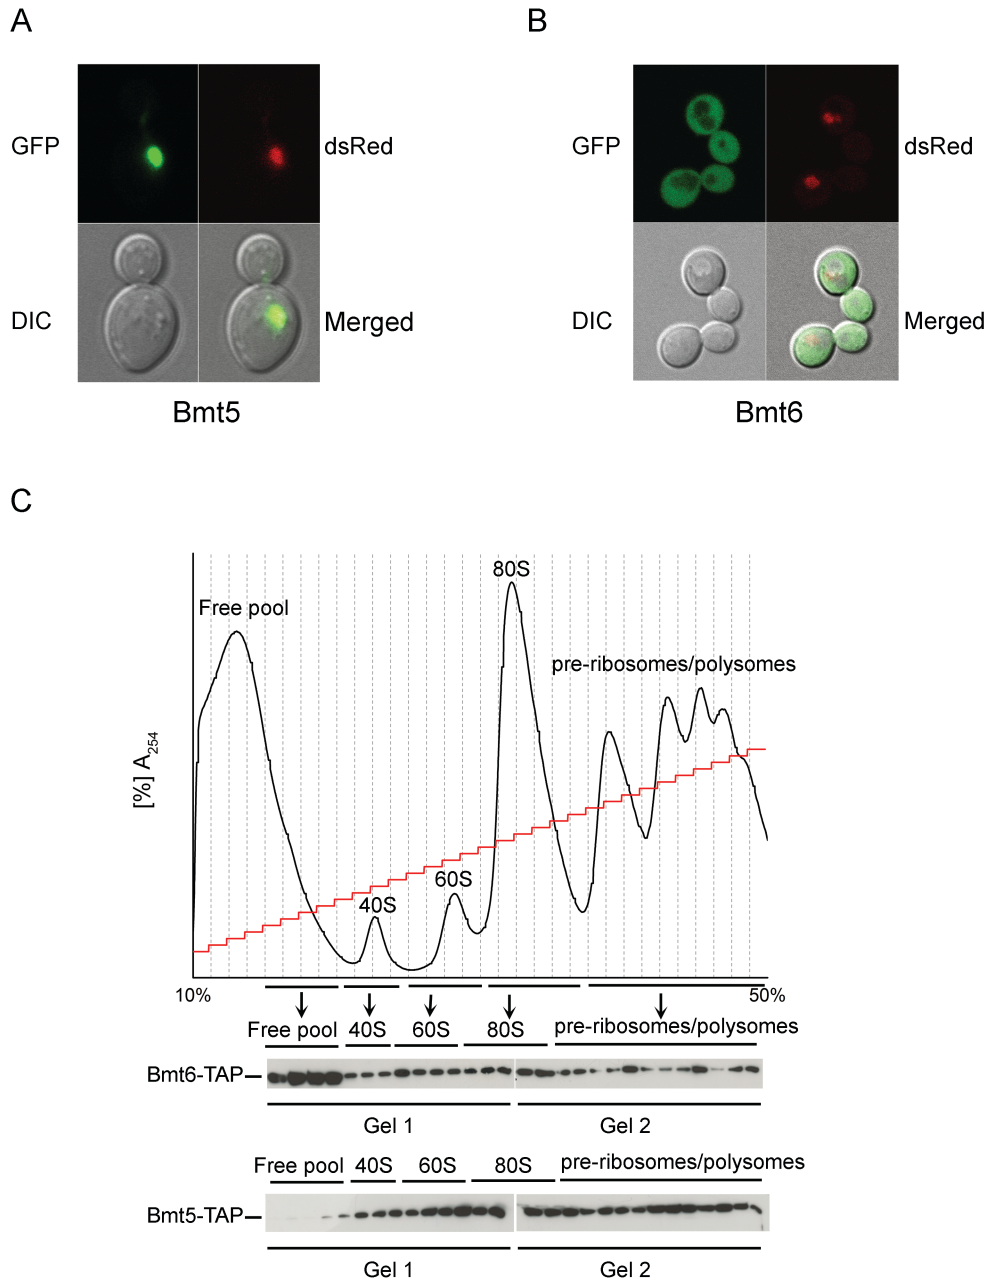 A
B
GFP
dsRed
GFP
dsRed
DIC
Merged
DIC
Merged
Bmt5
Bmt6
C
80S
Free pool
pre-ribosomes/polysomes
[%] A254
60S
40S
10%
50%
Free pool 40S 60S 80S pre-ribosomes/polysomes
Bmt6-TAP
Gel 1 Gel 2
Free pool 40S 60S 80S pre-ribosomes/polysomes
Bmt5-TAP
Gel 1 Gel 2